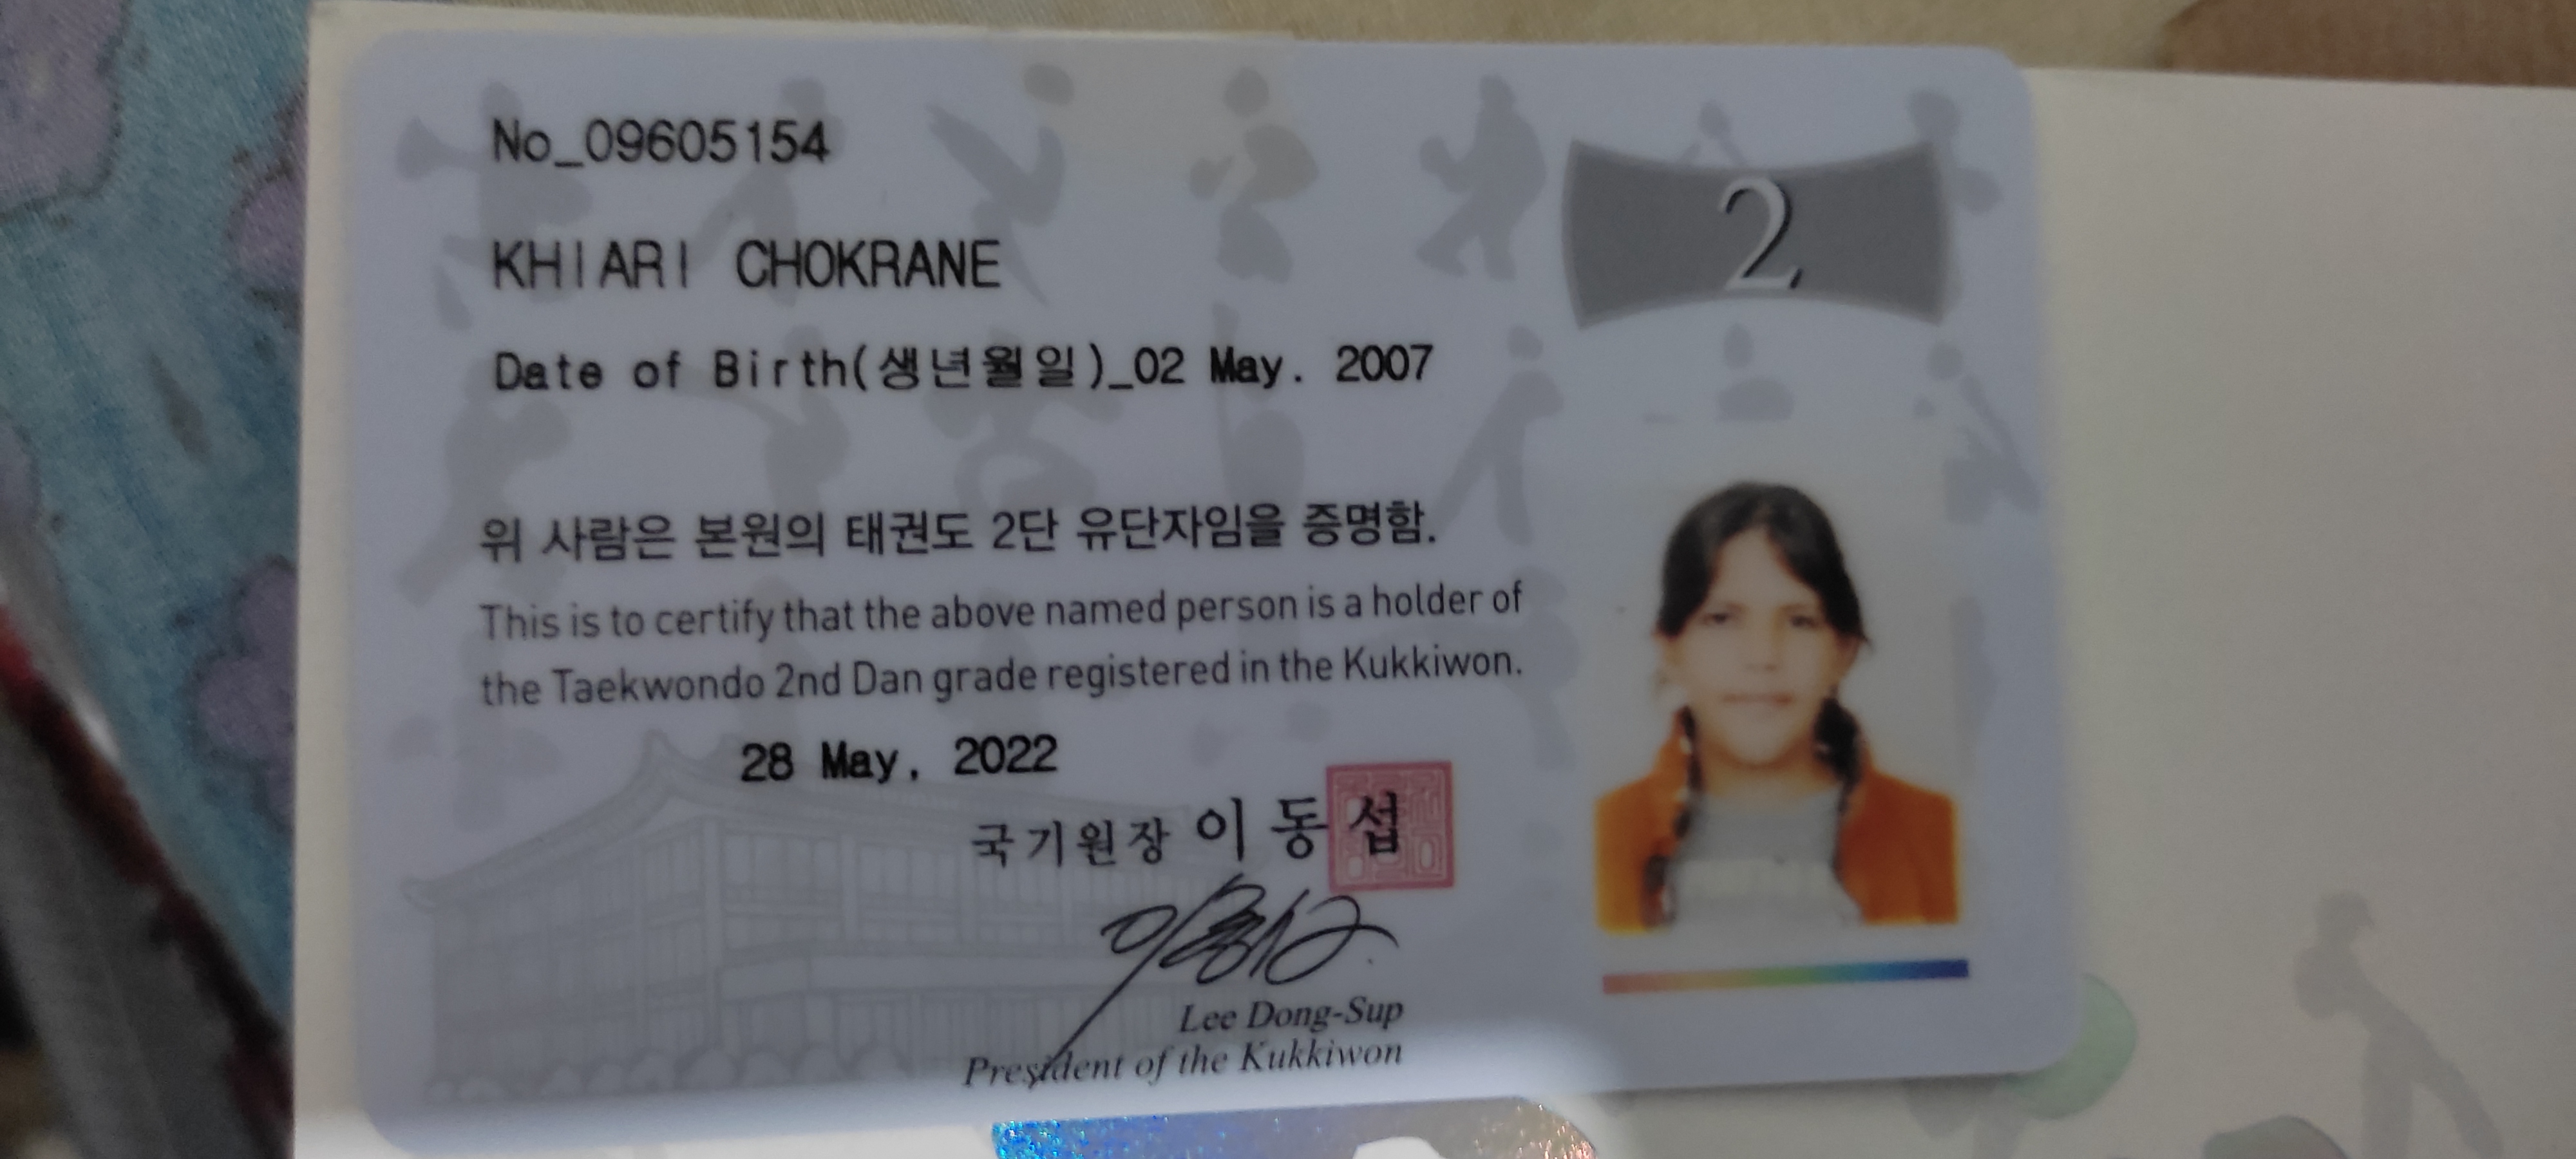 No_09605154
2
KHIARI CHOKRANE
Date of Birth(생년월일)_02 May. 2007
위 사람은 본원의 태권도 2단 유단자임을 증명함.
This is to certify that the above named person is a holder of
the Taekwondo 2nd Dan grade registered in the Kukkiwon.
28 May, 2022
국기원장 이동섭
Lee Dong-Sup
President of the Kukkiwon